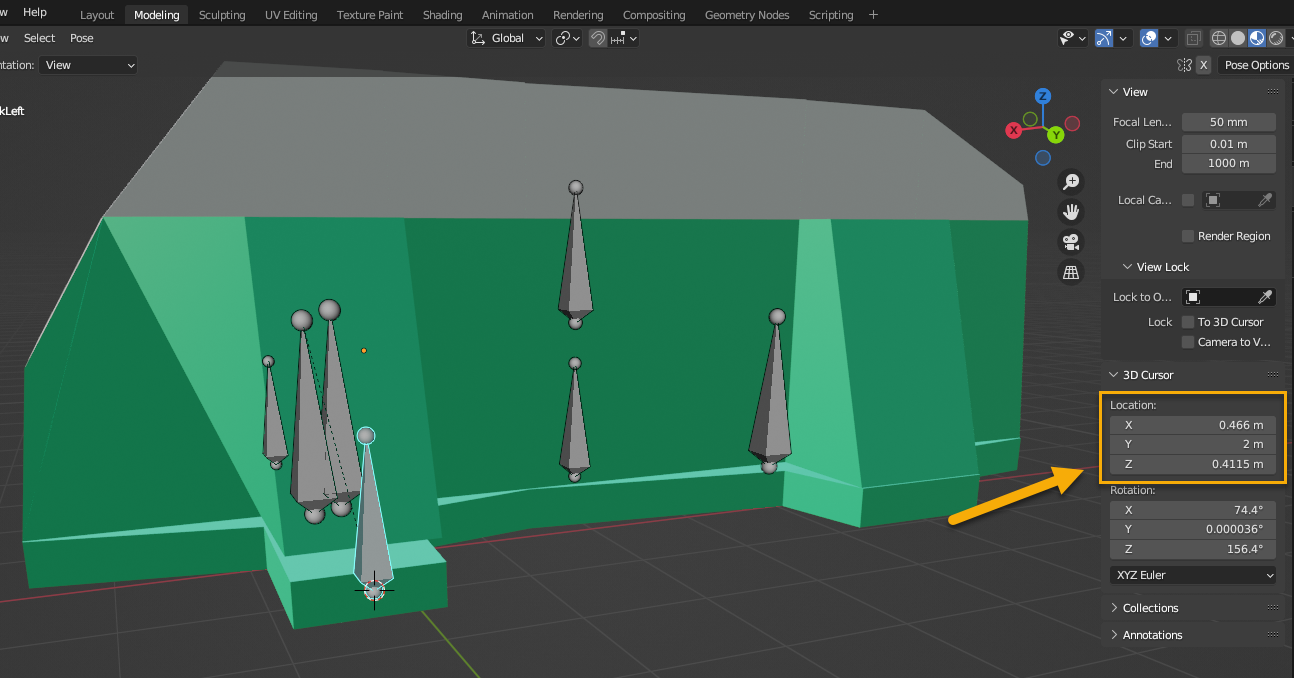 w Help Layout Modeling Sculpting UV Editing Texture Paint Shading Animation Rendering Compositing Geometry Nodes Scripting +
w Select Pose Global
ntation: View X Pose Options
kLeft
Z
X
Y
View
Focal Len... 50 mm
Clip Start 0.01 m
End 1000 m
Local Ca...
Render Region
View Lock
Lock to O...
Lock To 3D Cursor
Camera to V...
3D Cursor
Location:
X 0.466 m
Y 2 m
Z 0.4115 m
Rotation:
X 74.4°
Y 0.000036°
Z 156.4°
XYZ Euler
Collections
Annotations